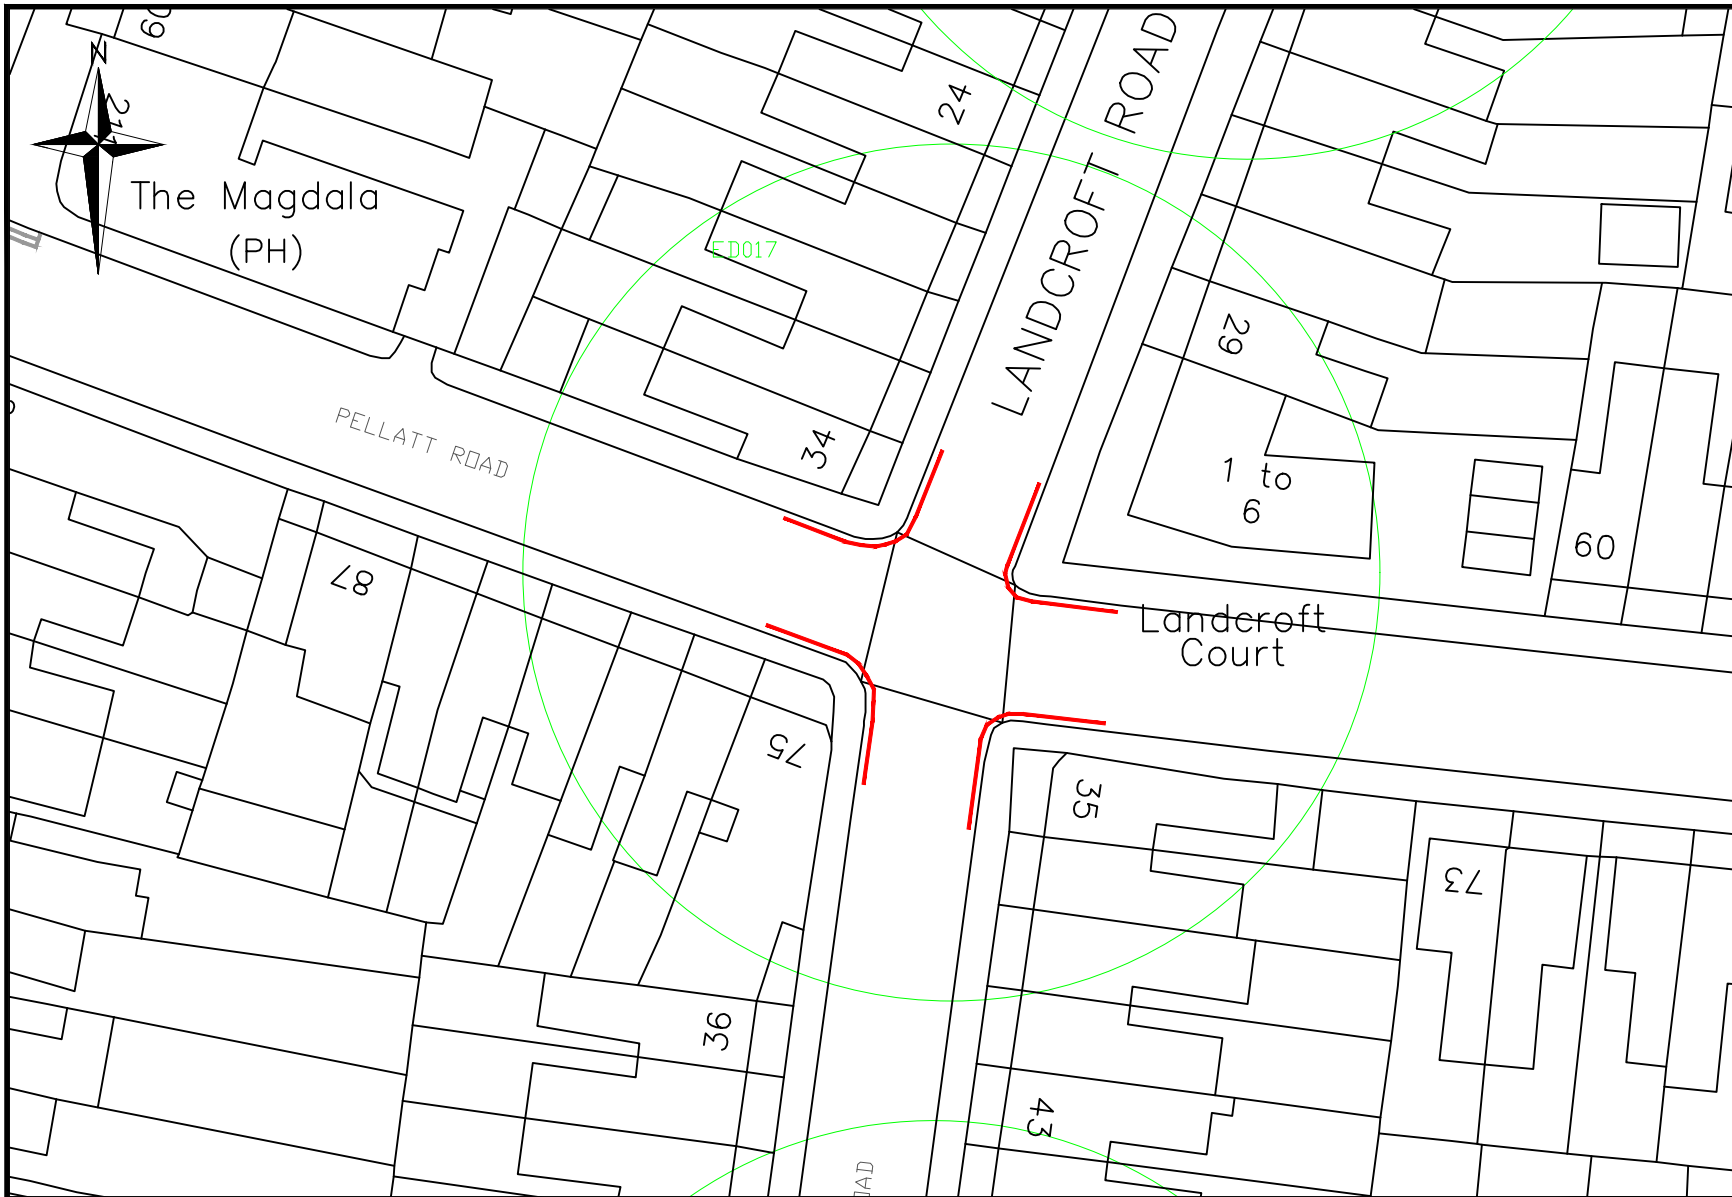 N
The Magdala
(PH)
ED017
24
LANDCROFT ROAD
29
34
PELLATT ROAD
1 to
6
60
87
Landcroft
Court
75
35
73
36
43